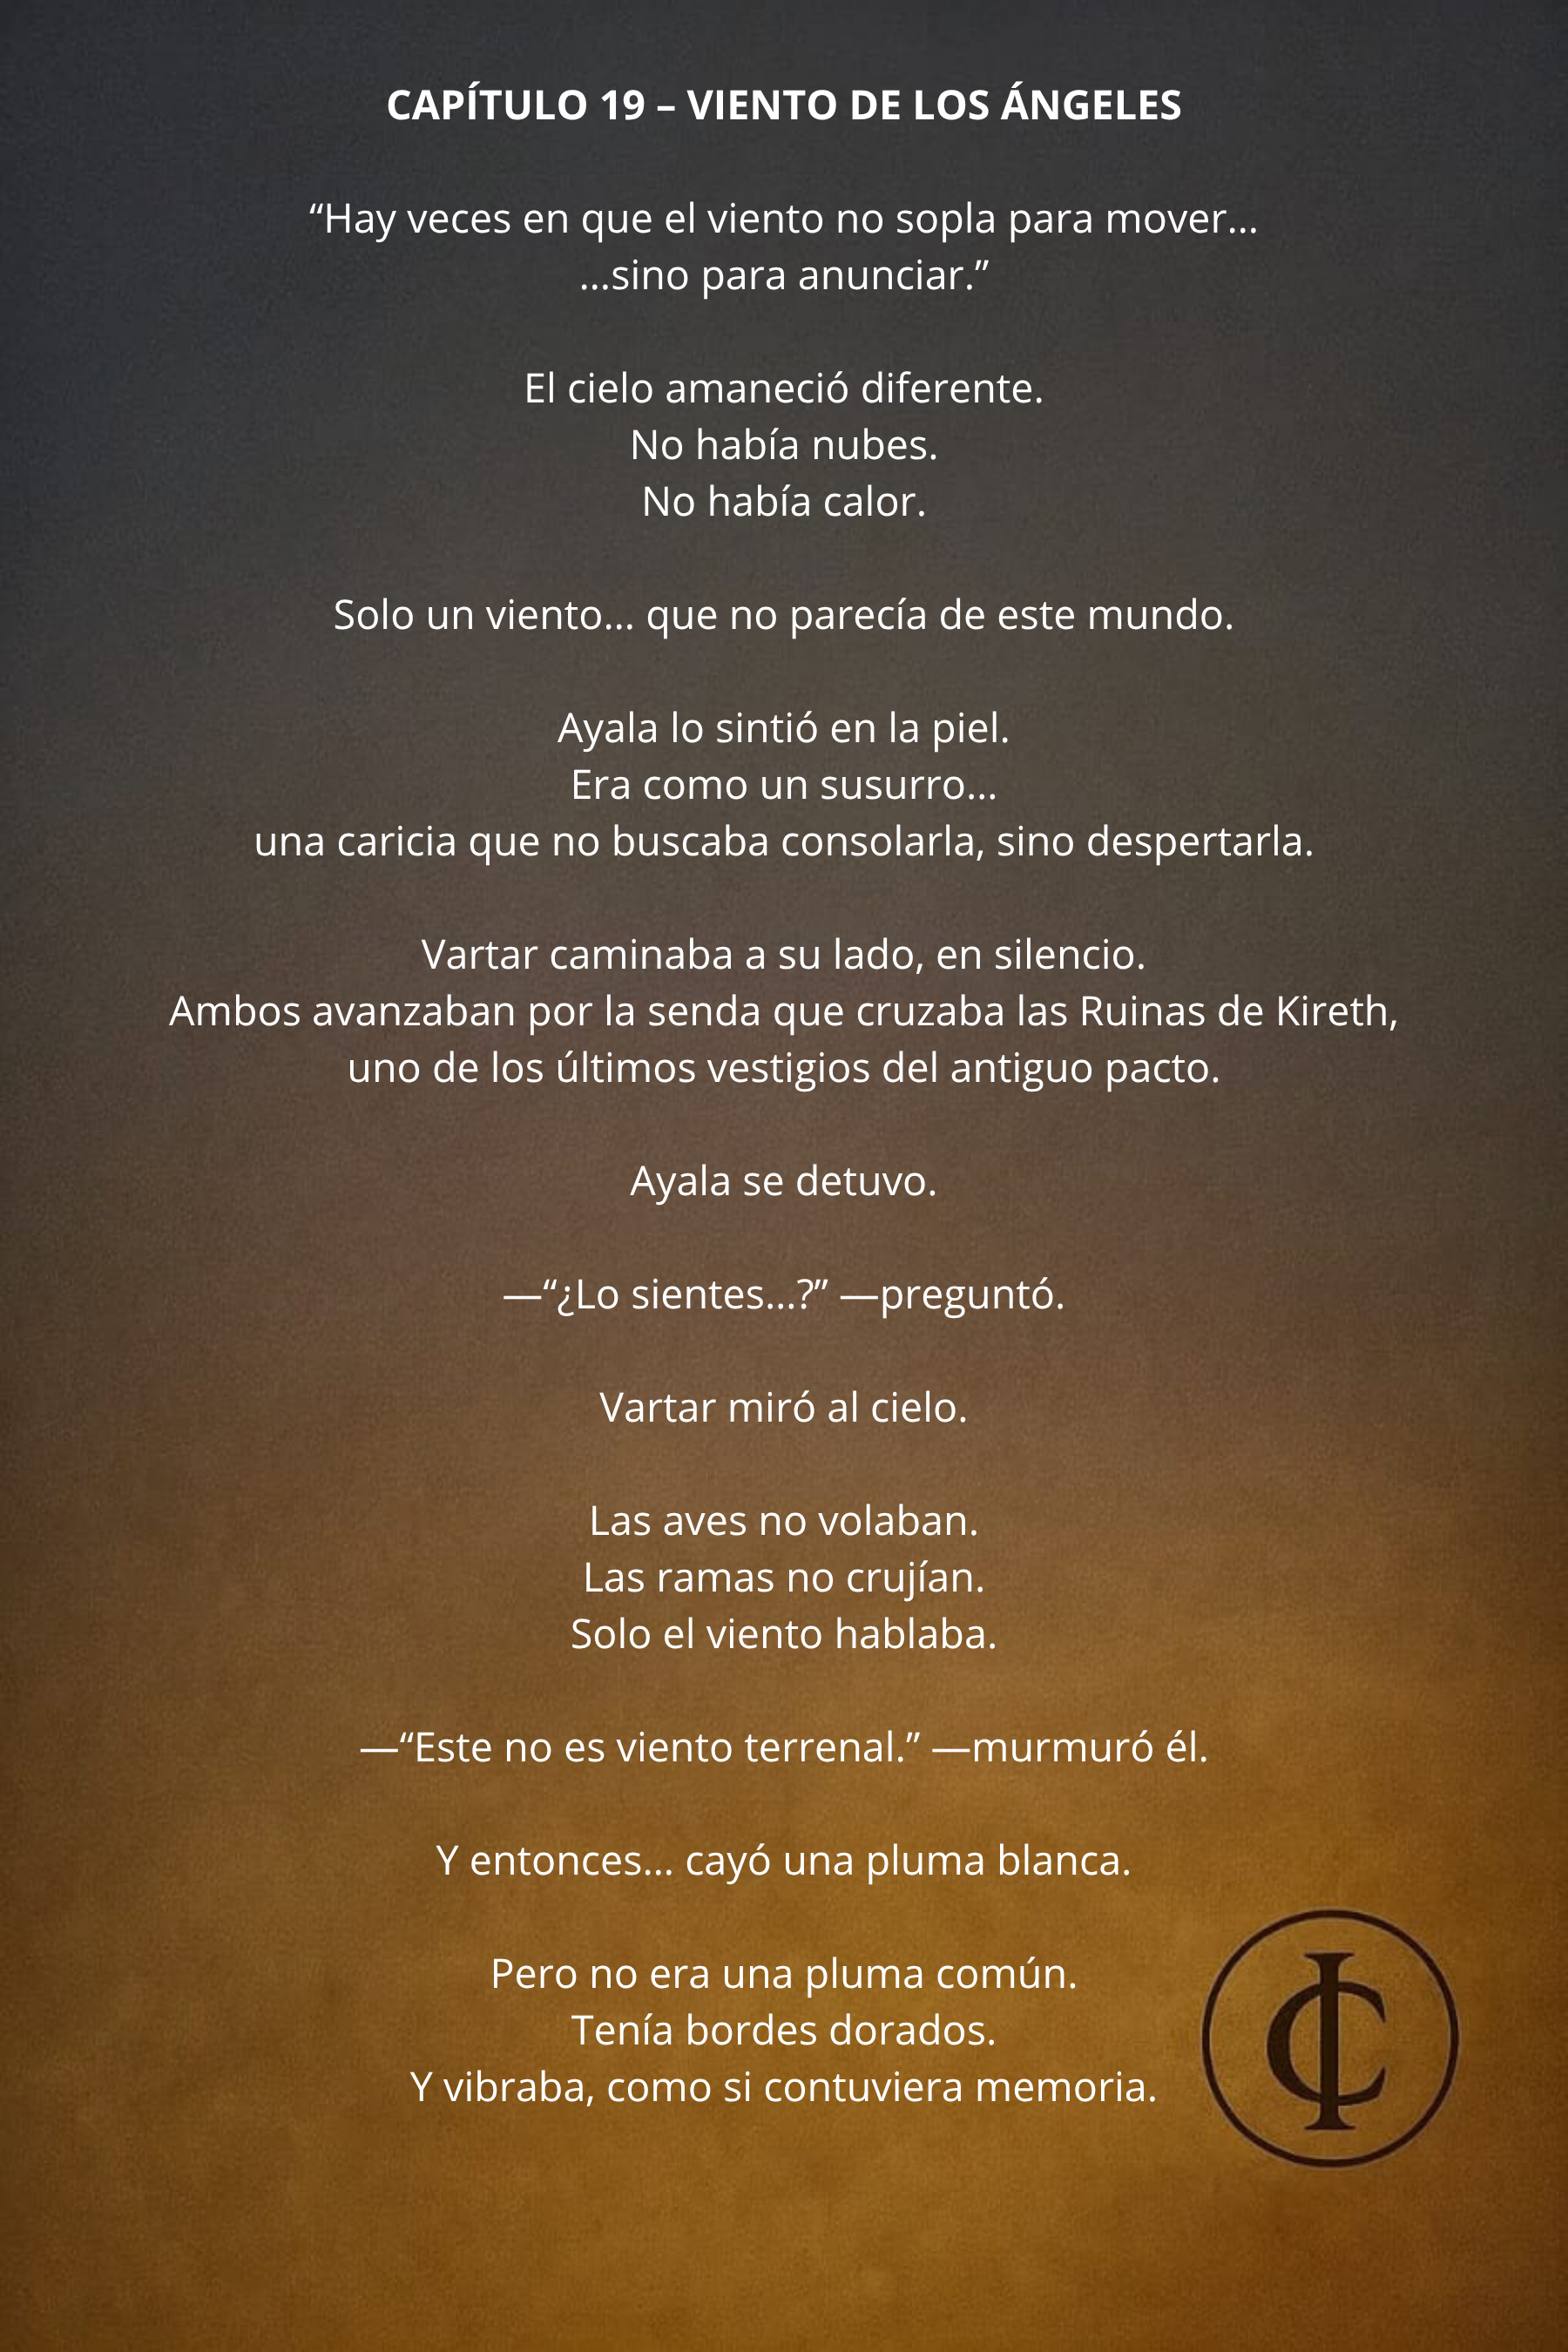 CAPÍTULO 19 – VIENTO DE LOS ÁNGELES
“Hay veces en que el viento no sopla para mover…
…sino para anunciar.”
El cielo amaneció diferente.
No había nubes.
No había calor.
Solo un viento… que no parecía de este mundo.
Ayala lo sintió en la piel.
Era como un susurro…
una caricia que no buscaba consolarla, sino despertarla.
Vartar caminaba a su lado, en silencio.
Ambos avanzaban por la senda que cruzaba las Ruinas de Kireth,
uno de los últimos vestigios del antiguo pacto.
Ayala se detuvo.
—“¿Lo sientes…?” —preguntó.
Vartar miró al cielo.
Las aves no volaban.
Las ramas no crujían.
Solo el viento hablaba.
—“Este no es viento terrenal.” —murmuró él.
Y entonces… cayó una pluma blanca.
Pero no era una pluma común.
Tenía bordes dorados.
Y vibraba, como si contuviera memoria.